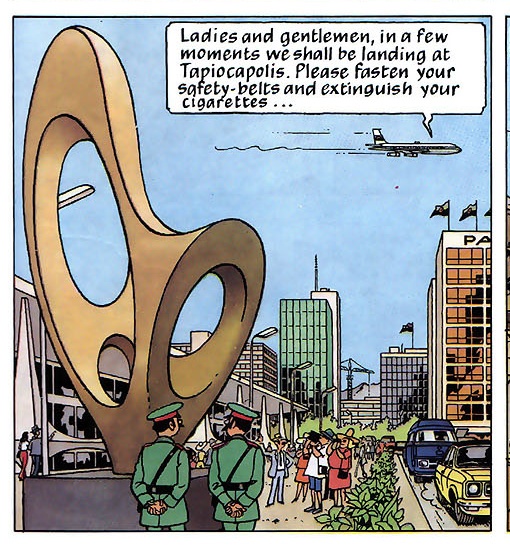 Ladies and gentlemen, in a few
moments we shall be landing at
Tapiocapolis. Please fasten your
safety-belts and extinguish your
cigarettes ...
PA